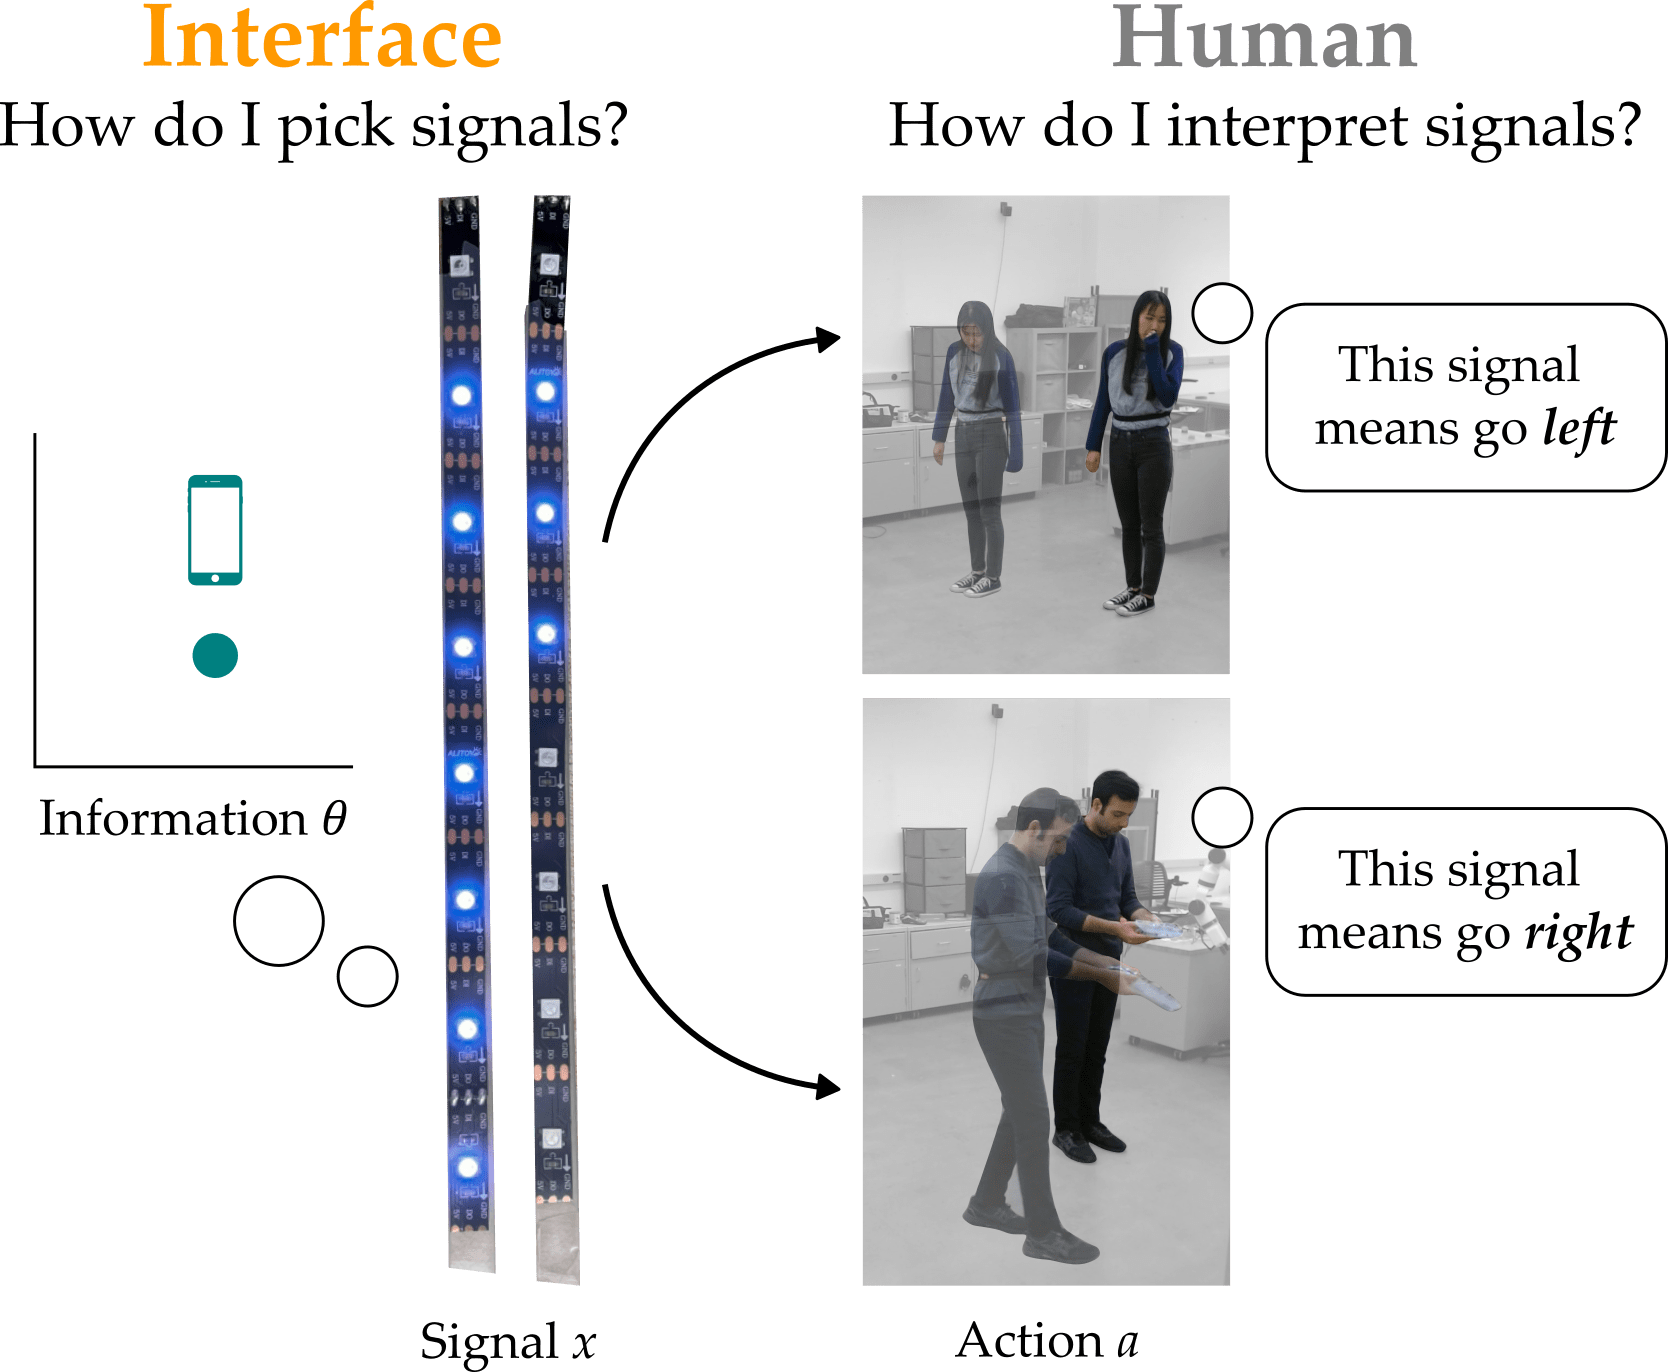 Interface
Human
How do I pick signals?
How do I interpret signals?
This signal
means go left
Information θ
This signal
means go right
Signal x
Action a